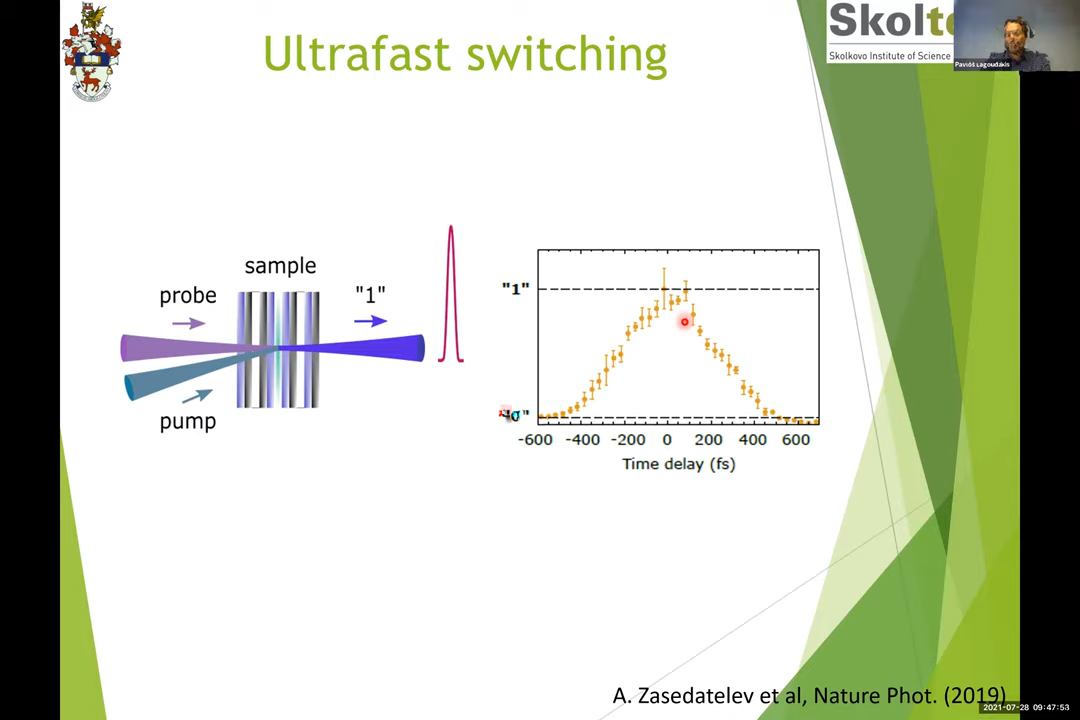 Ultrafast switching
Skolte
Skolkovo Institute of Science
Pavlos Lagoudakis
sample
probe
"1"
pump
"1"
"0"
-600 -400 -200 0 200 400 600
Time delay (fs)
A. Zasedatelev et al, Nature Phot. (2019)
2021-07-28 09:47:53